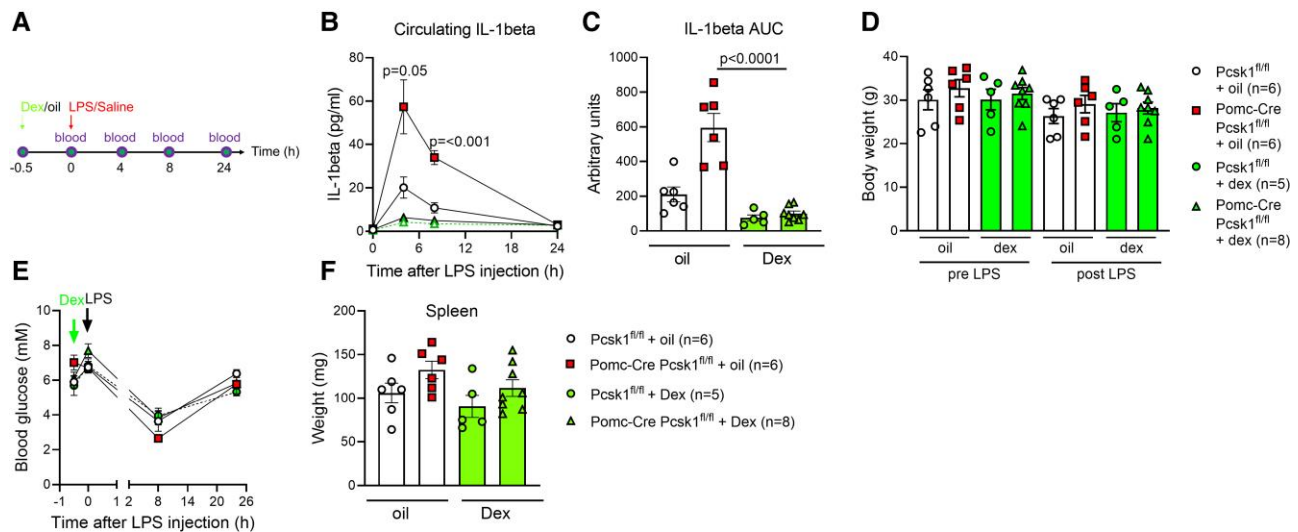 A
Dex/oil
LPS/Saline
blood
blood
blood
blood
Time (h)
-0.5
0
4
8
24
B
Circulating IL-1beta
IL-1beta (pg/ml)
80
60
40
20
0
p=0.05
p=<0.001
0
6
12
18
24
Time after LPS injection (h)
C
IL-1beta AUC
Arbitrary units
1000
800
600
400
200
0
p<0.0001
oil
Dex
D
Body weight (g)
50
40
30
20
10
0
oil
dex
oil
dex
pre LPS
post LPS
Pcsk1fl/fl
+ oil (n=6)
Pomc-Cre
Pcsk1fl/fl
+ oil (n=6)
Pcsk1fl/fl
+ dex (n=5)
Pomc-Cre
Pcsk1fl/fl
+ dex (n=8)
E
Dex
LPS
Blood glucose (mM)
10
8
6
4
2
0
-1
0
1
2
8
14
20
26
Time after LPS injection (h)
F
Spleen
Weight (mg)
200
150
100
50
0
oil
Dex
Pcsk1fl/fl + oil (n=6)
Pomc-Cre Pcsk1fl/fl + oil (n=6)
Pcsk1fl/fl + Dex (n=5)
Pomc-Cre Pcsk1fl/fl + Dex (n=8)